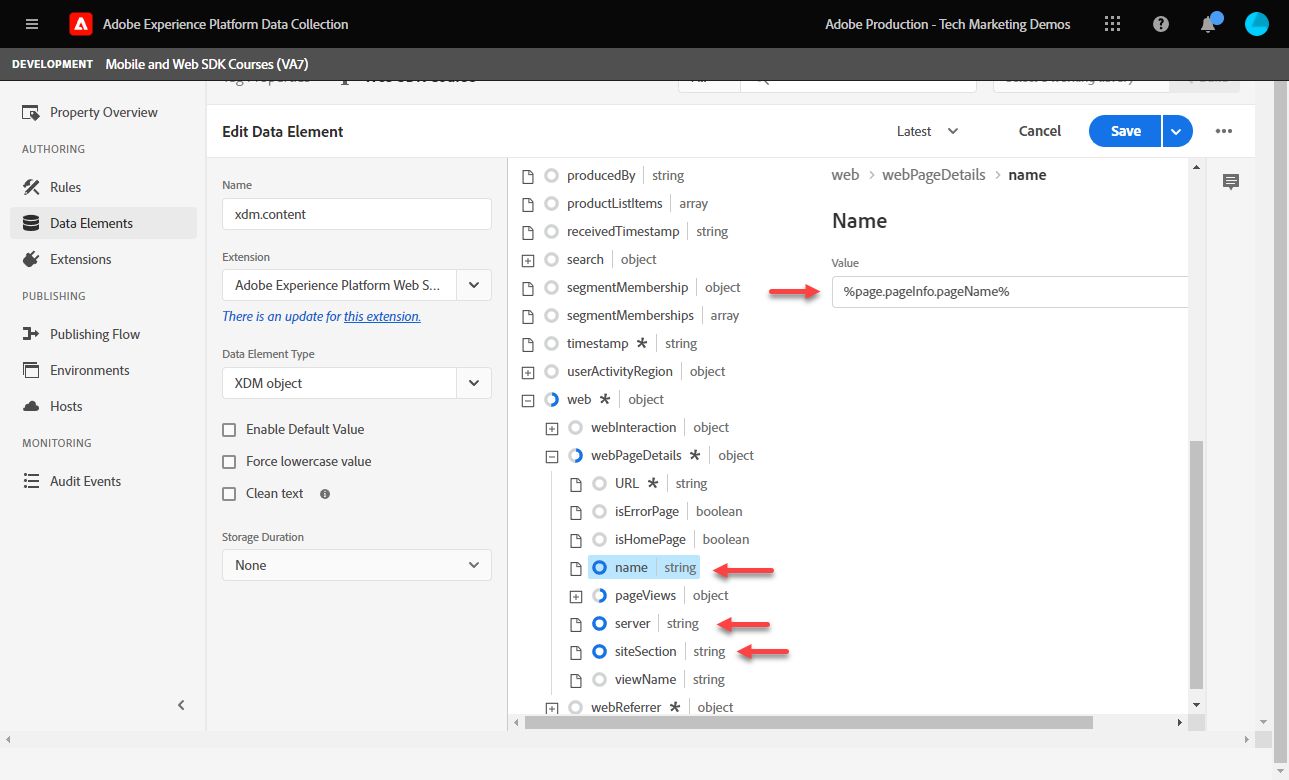 Adobe Experience Platform Data Collection
Adobe Production - Tech Marketing Demos
DEVELOPMENT Mobile and Web SDK Courses (VA7)
Property Overview
AUTHORING
Rules
Data Elements
Extensions
PUBLISHING
Publishing Flow
Environments
Hosts
MONITORING
Audit Events
Edit Data Element
Latest
Cancel
Save
Name
xdm.content
Extension
Adobe Experience Platform Web S...
There is an update for this extension.
Data Element Type
XDM object
Enable Default Value
Force lowercase value
Clean text
Storage Duration
None
producedBy string
productListItems array
receivedTimestamp string
search object
segmentMembership object
segmentMemberships array
timestamp * string
userActivityRegion object
web * object
webInteraction object
webPageDetails * object
URL * string
isErrorPage boolean
isHomePage boolean
name string
pageViews object
server string
siteSection string
viewName string
webReferrer * object
web > webPageDetails > name
Name
Value
%page.pageInfo.pageName%